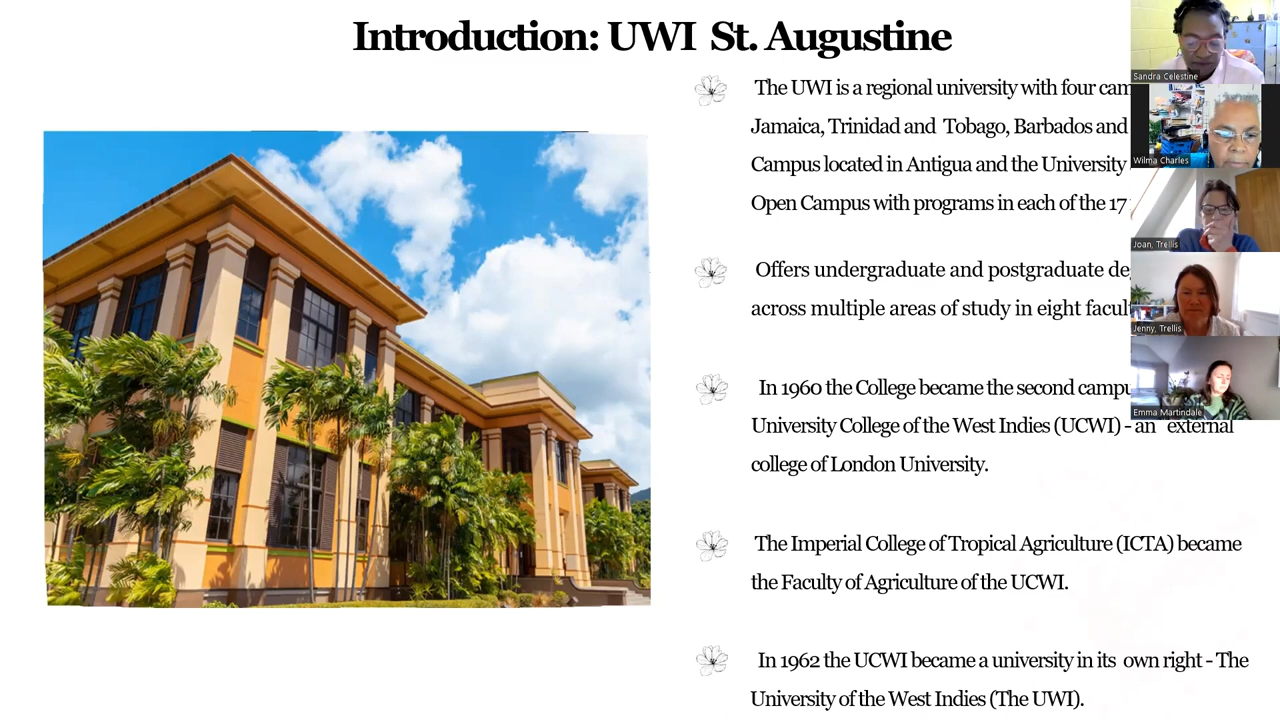 Introduction: UWI St. Augustine
The UWI is a regional university with four
Jamaica, Trinidad and Tobago, Barbados and
Campus located in Antigua and the University
Open Campus with programs in each of the 17
Offers undergraduate and postgraduate
across multiple areas of study in eight
In 1960 the College became the second
University College of the West Indies (UCWI) - an external
college of London University.
The Imperial College of Tropical Agriculture (ICTA) became
the Faculty of Agriculture of the UCWI.
In 1962 the UCWI became a university in its own right - The
University of the West Indies (The UWI).
Sandra Celestine
Wilma Charles
Joan, Trellis
Jenny, Trellis
Emma Martindale